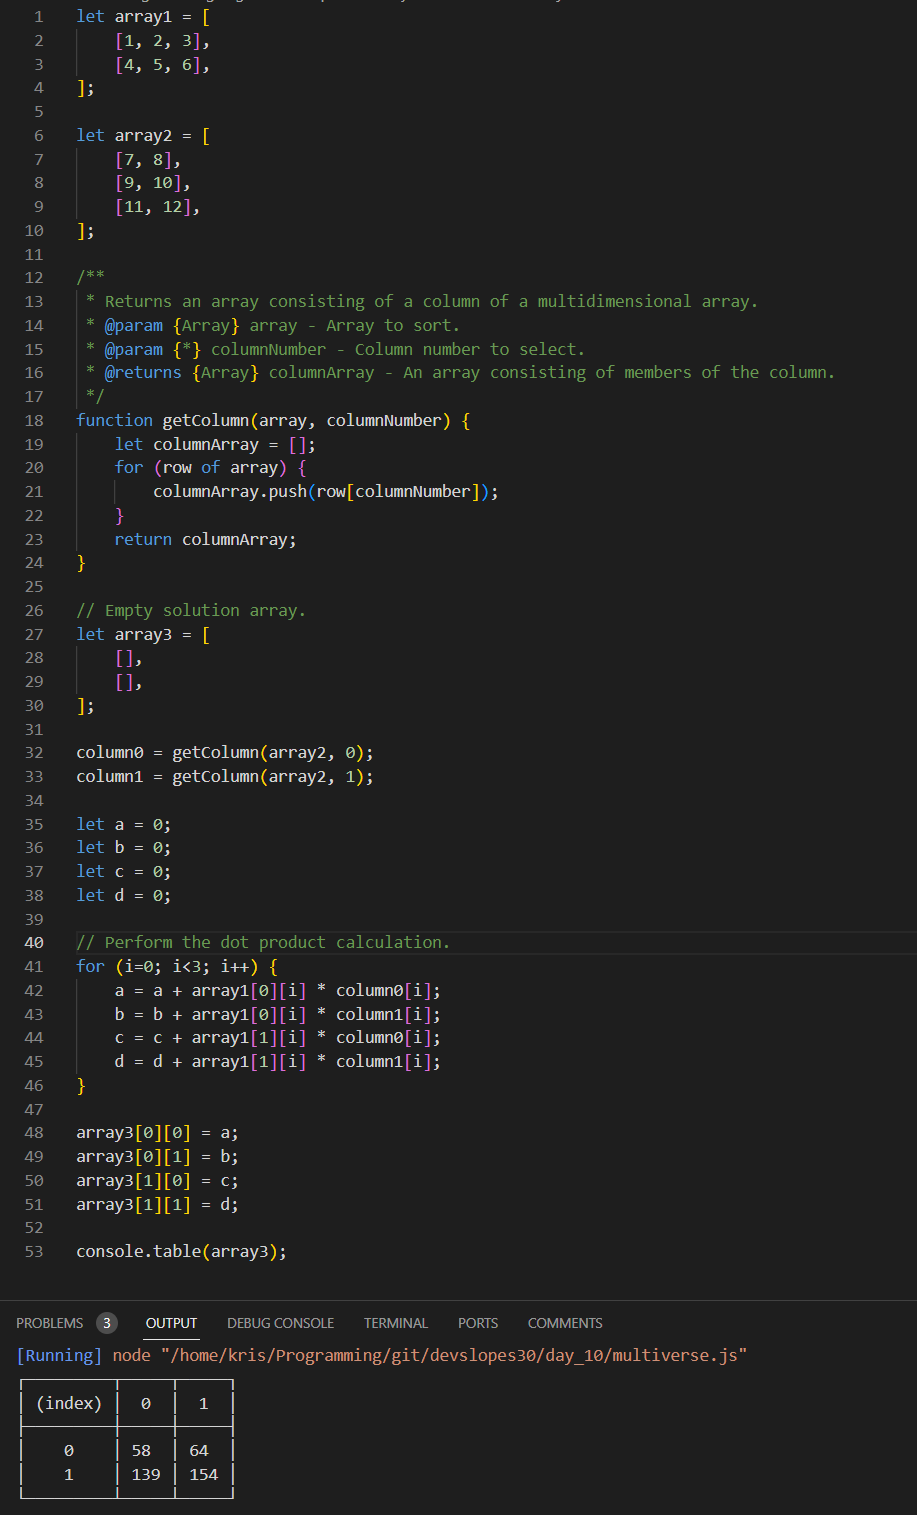 1 let array1 = [
2     [1, 2, 3],
3     [4, 5, 6],
4 ];
5
6 let array2 = [
7     [7, 8],
8     [9, 10],
9     [11, 12],
10 ];
11
12 /**
13  * Returns an array consisting of a column of a multidimensional array.
14  * @param {Array} array - Array to sort.
15  * @param {*} columnNumber - Column number to select.
16  * @returns {Array} columnArray - An array consisting of members of the column.
17  */
18 function getColumn(array, columnNumber) {
19     let columnArray = [];
20     for (row of array) {
21         columnArray.push(row[columnNumber]);
22     }
23     return columnArray;
24 }
25
26 // Empty solution array.
27 let array3 = [
28     [],
29     [],
30 ];
31
32 column0 = getColumn(array2, 0);
33 column1 = getColumn(array2, 1);
34
35 let a = 0;
36 let b = 0;
37 let c = 0;
38 let d = 0;
39
40 // Perform the dot product calculation.
41 for (i=0; i<3; i++) {
42     a = a + array1[0][i] * column0[i];
43     b = b + array1[0][i] * column1[i];
44     c = c + array1[1][i] * column0[i];
45     d = d + array1[1][i] * column1[i];
46 }
47
48 array3[0][0] = a;
49 array3[0][1] = b;
50 array3[1][0] = c;
51 array3[1][1] = d;
52
53 console.table(array3);
PROBLEMS 3 OUTPUT DEBUG CONSOLE TERMINAL PORTS COMMENTS
[Running] node "/home/kris/Programming/git/devslopes30/day_10/multiverse.js"
(index) 0 1
0 58 64
1 139 154